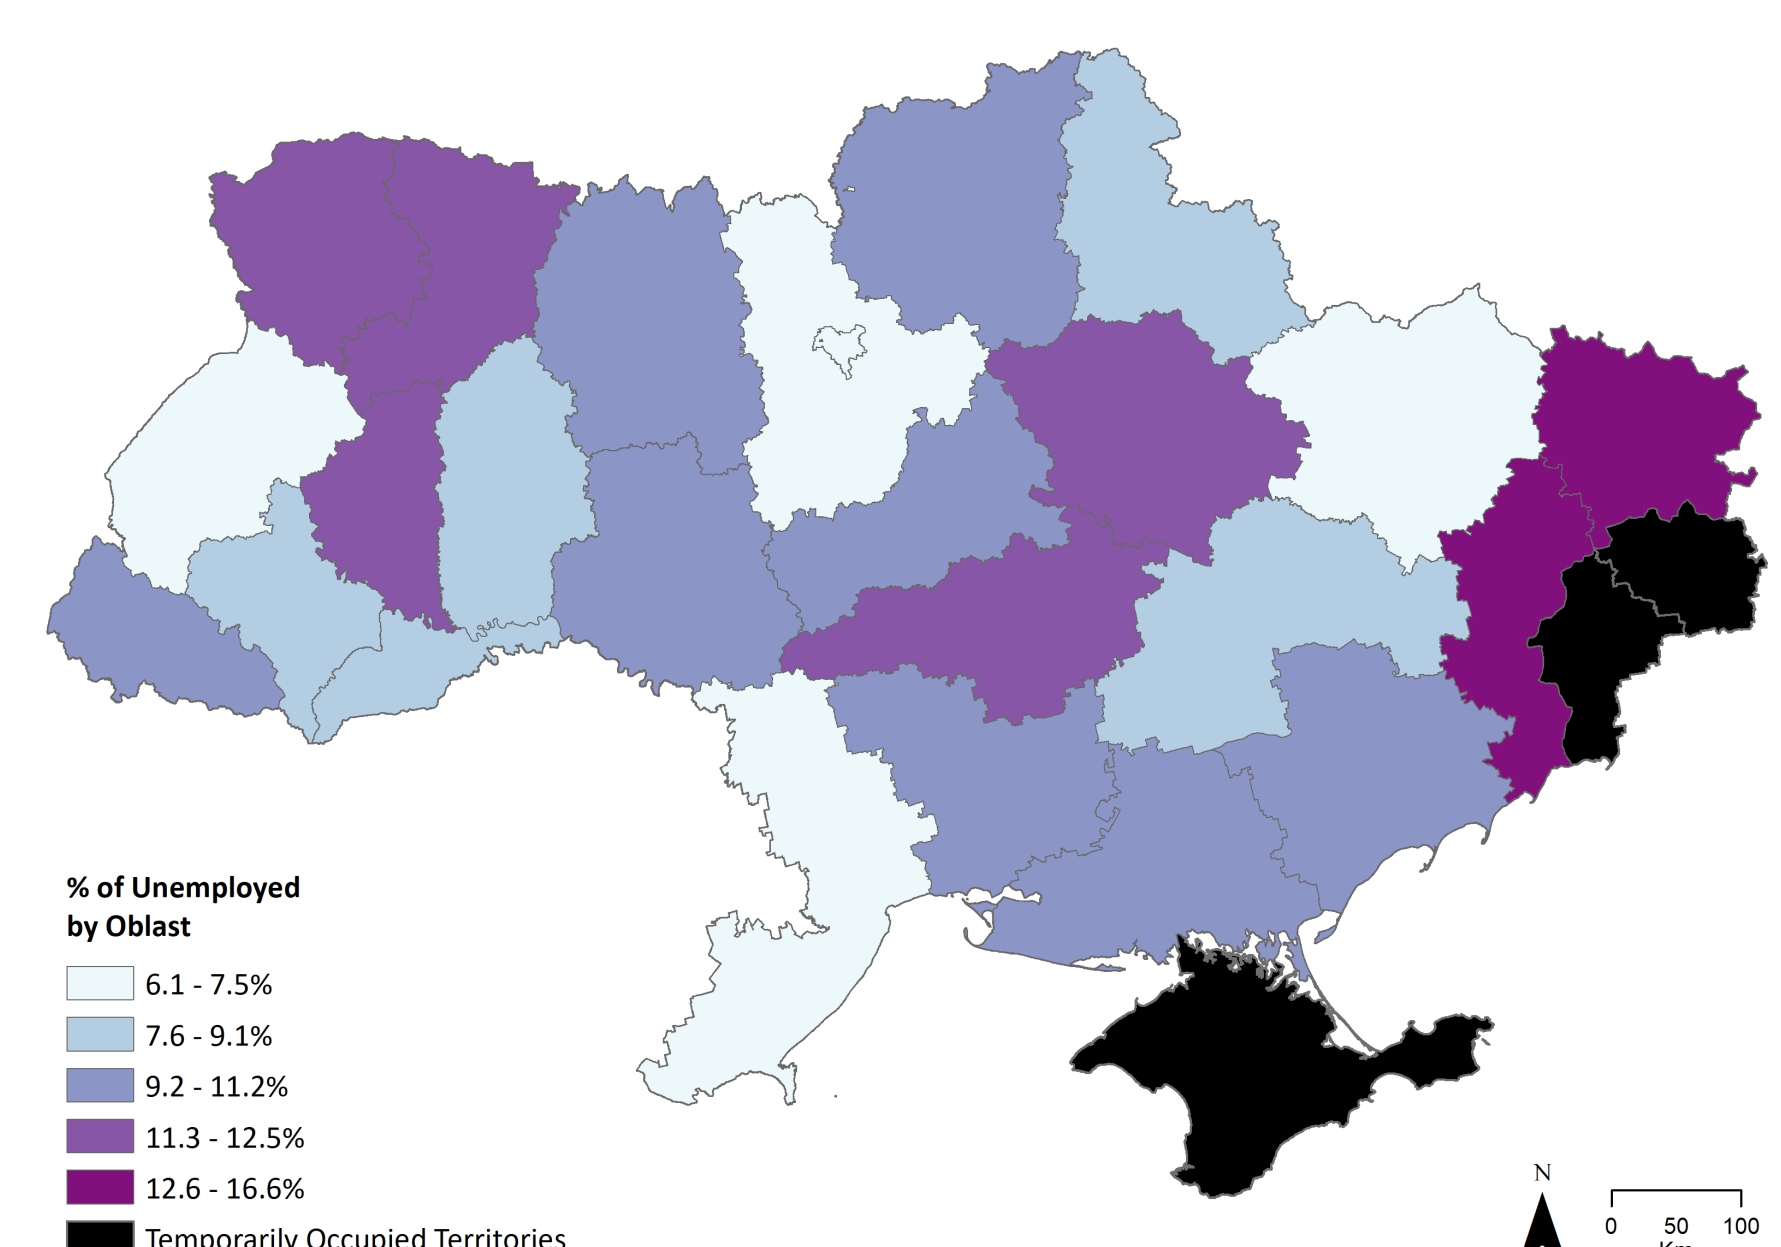 % of Unemployed
by Oblast
6.1 - 7.5%
7.6 - 9.1%
9.2 - 11.2%
11.3 - 12.5%
12.6 - 16.6%
Temporarily Occupied Territories
N
0 50 100
Km